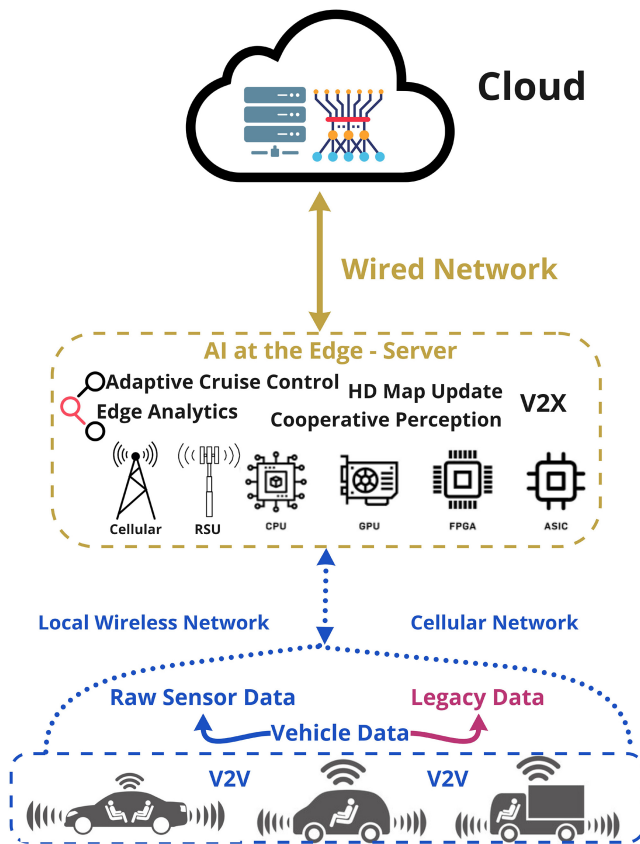 Cloud
Wired Network
AI at the Edge - Server
Adaptive Cruise Control
HD Map Update
V2X
Edge Analytics
Cooperative Perception
Cellular
RSU
CPU
GPU
FPGA
ASIC
Local Wireless Network
Cellular Network
Raw Sensor Data
Legacy Data
Vehicle Data
V2V
V2V